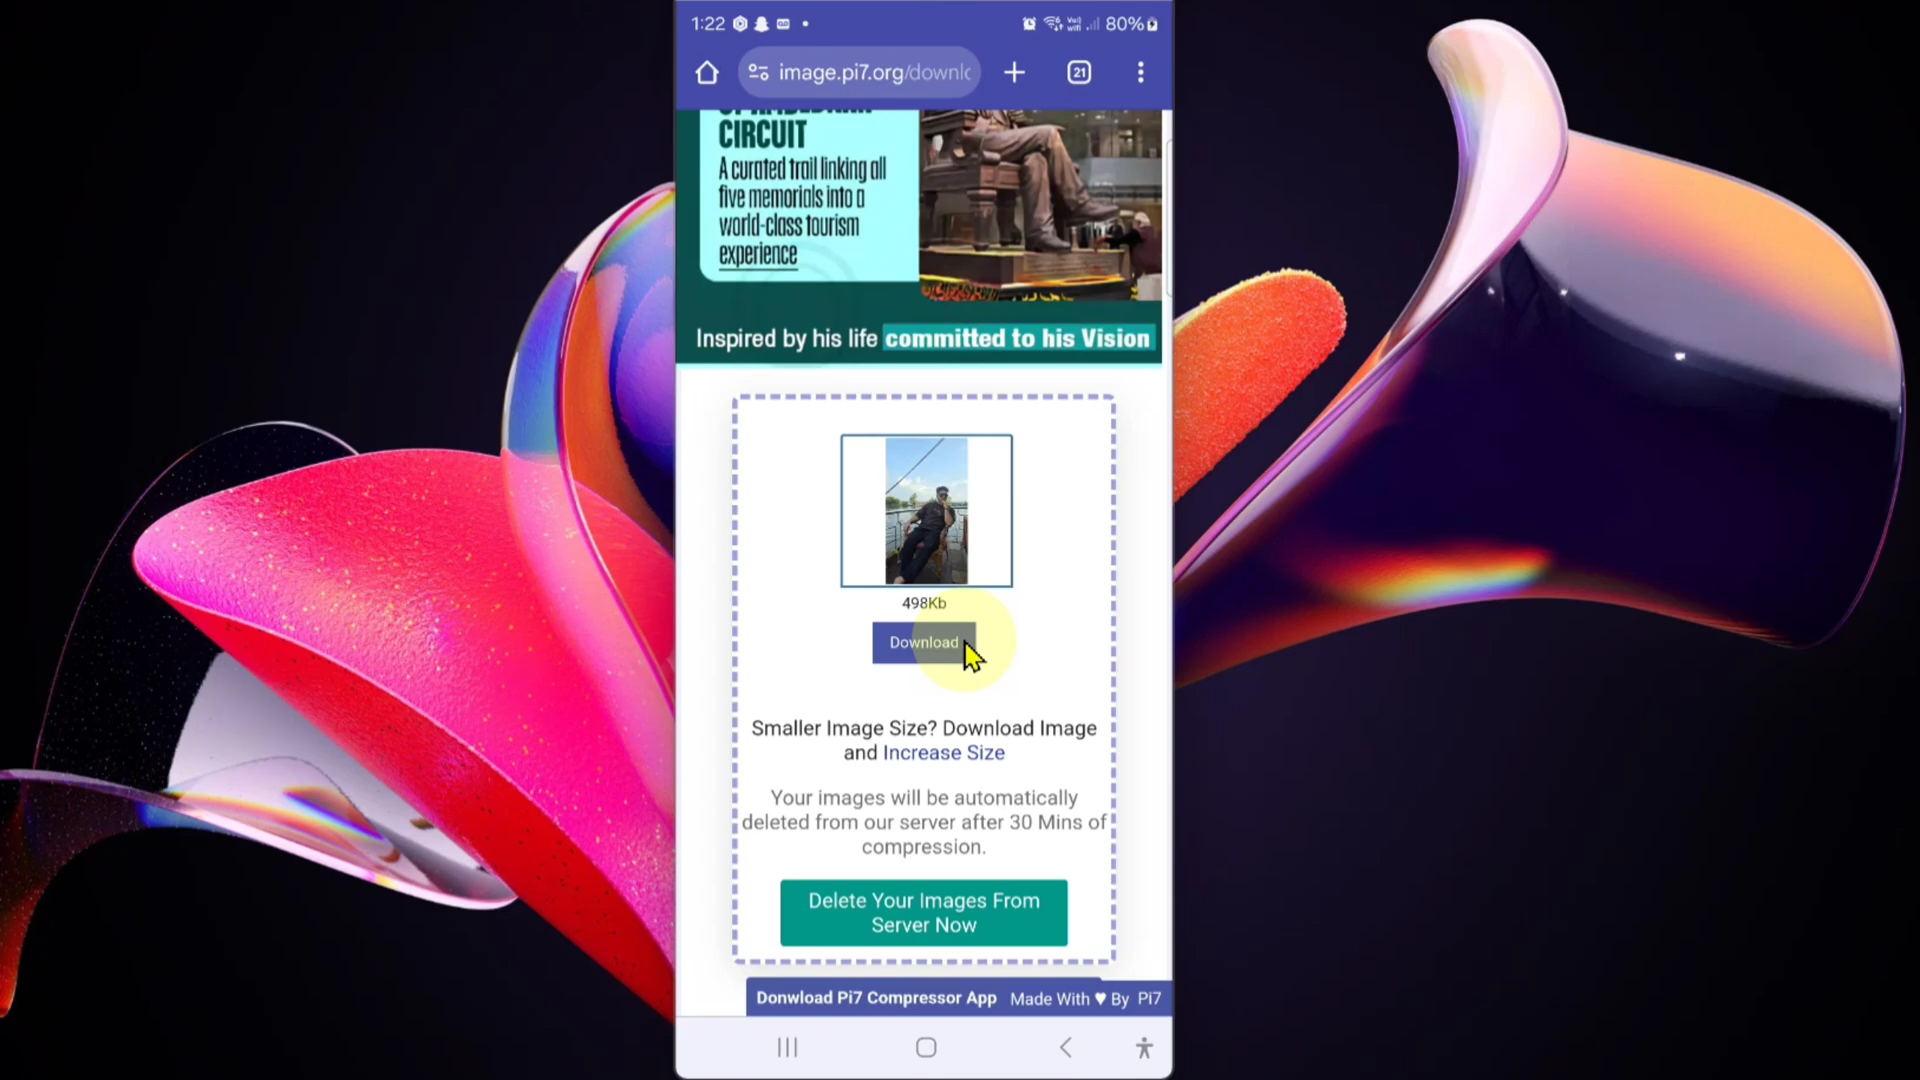 1:22
80%
image.pi7.org/downlo
21
CIRCUIT
A curated trail linking all
five memorials into a
world-class tourism
experience
Inspired by his life committed to his Vision
498Kb
Download
Smaller Image Size? Download Image
and Increase Size
Your images will be automatically
deleted from our server after 30 Mins of
compression.
Delete Your Images From
Server Now
Donwload Pi7 Compressor App Made With ♥ By Pi7